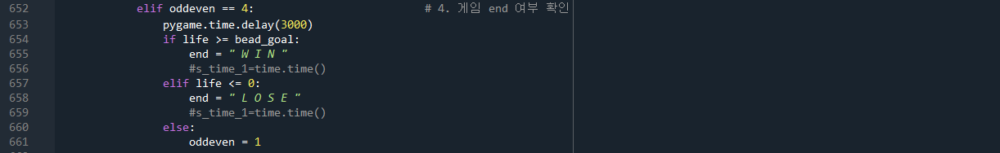 652 elif oddeven == 4: # 4. 게임 end 여부 확인
653 pygame.time.delay(3000)
654 if life >= bead_goal:
655 end = " W I N "
656 #s_time_1=time.time()
657 elif life <= 0:
658 end = " L O S E "
659 #s_time_1=time.time()
660 else:
661 oddeven = 1